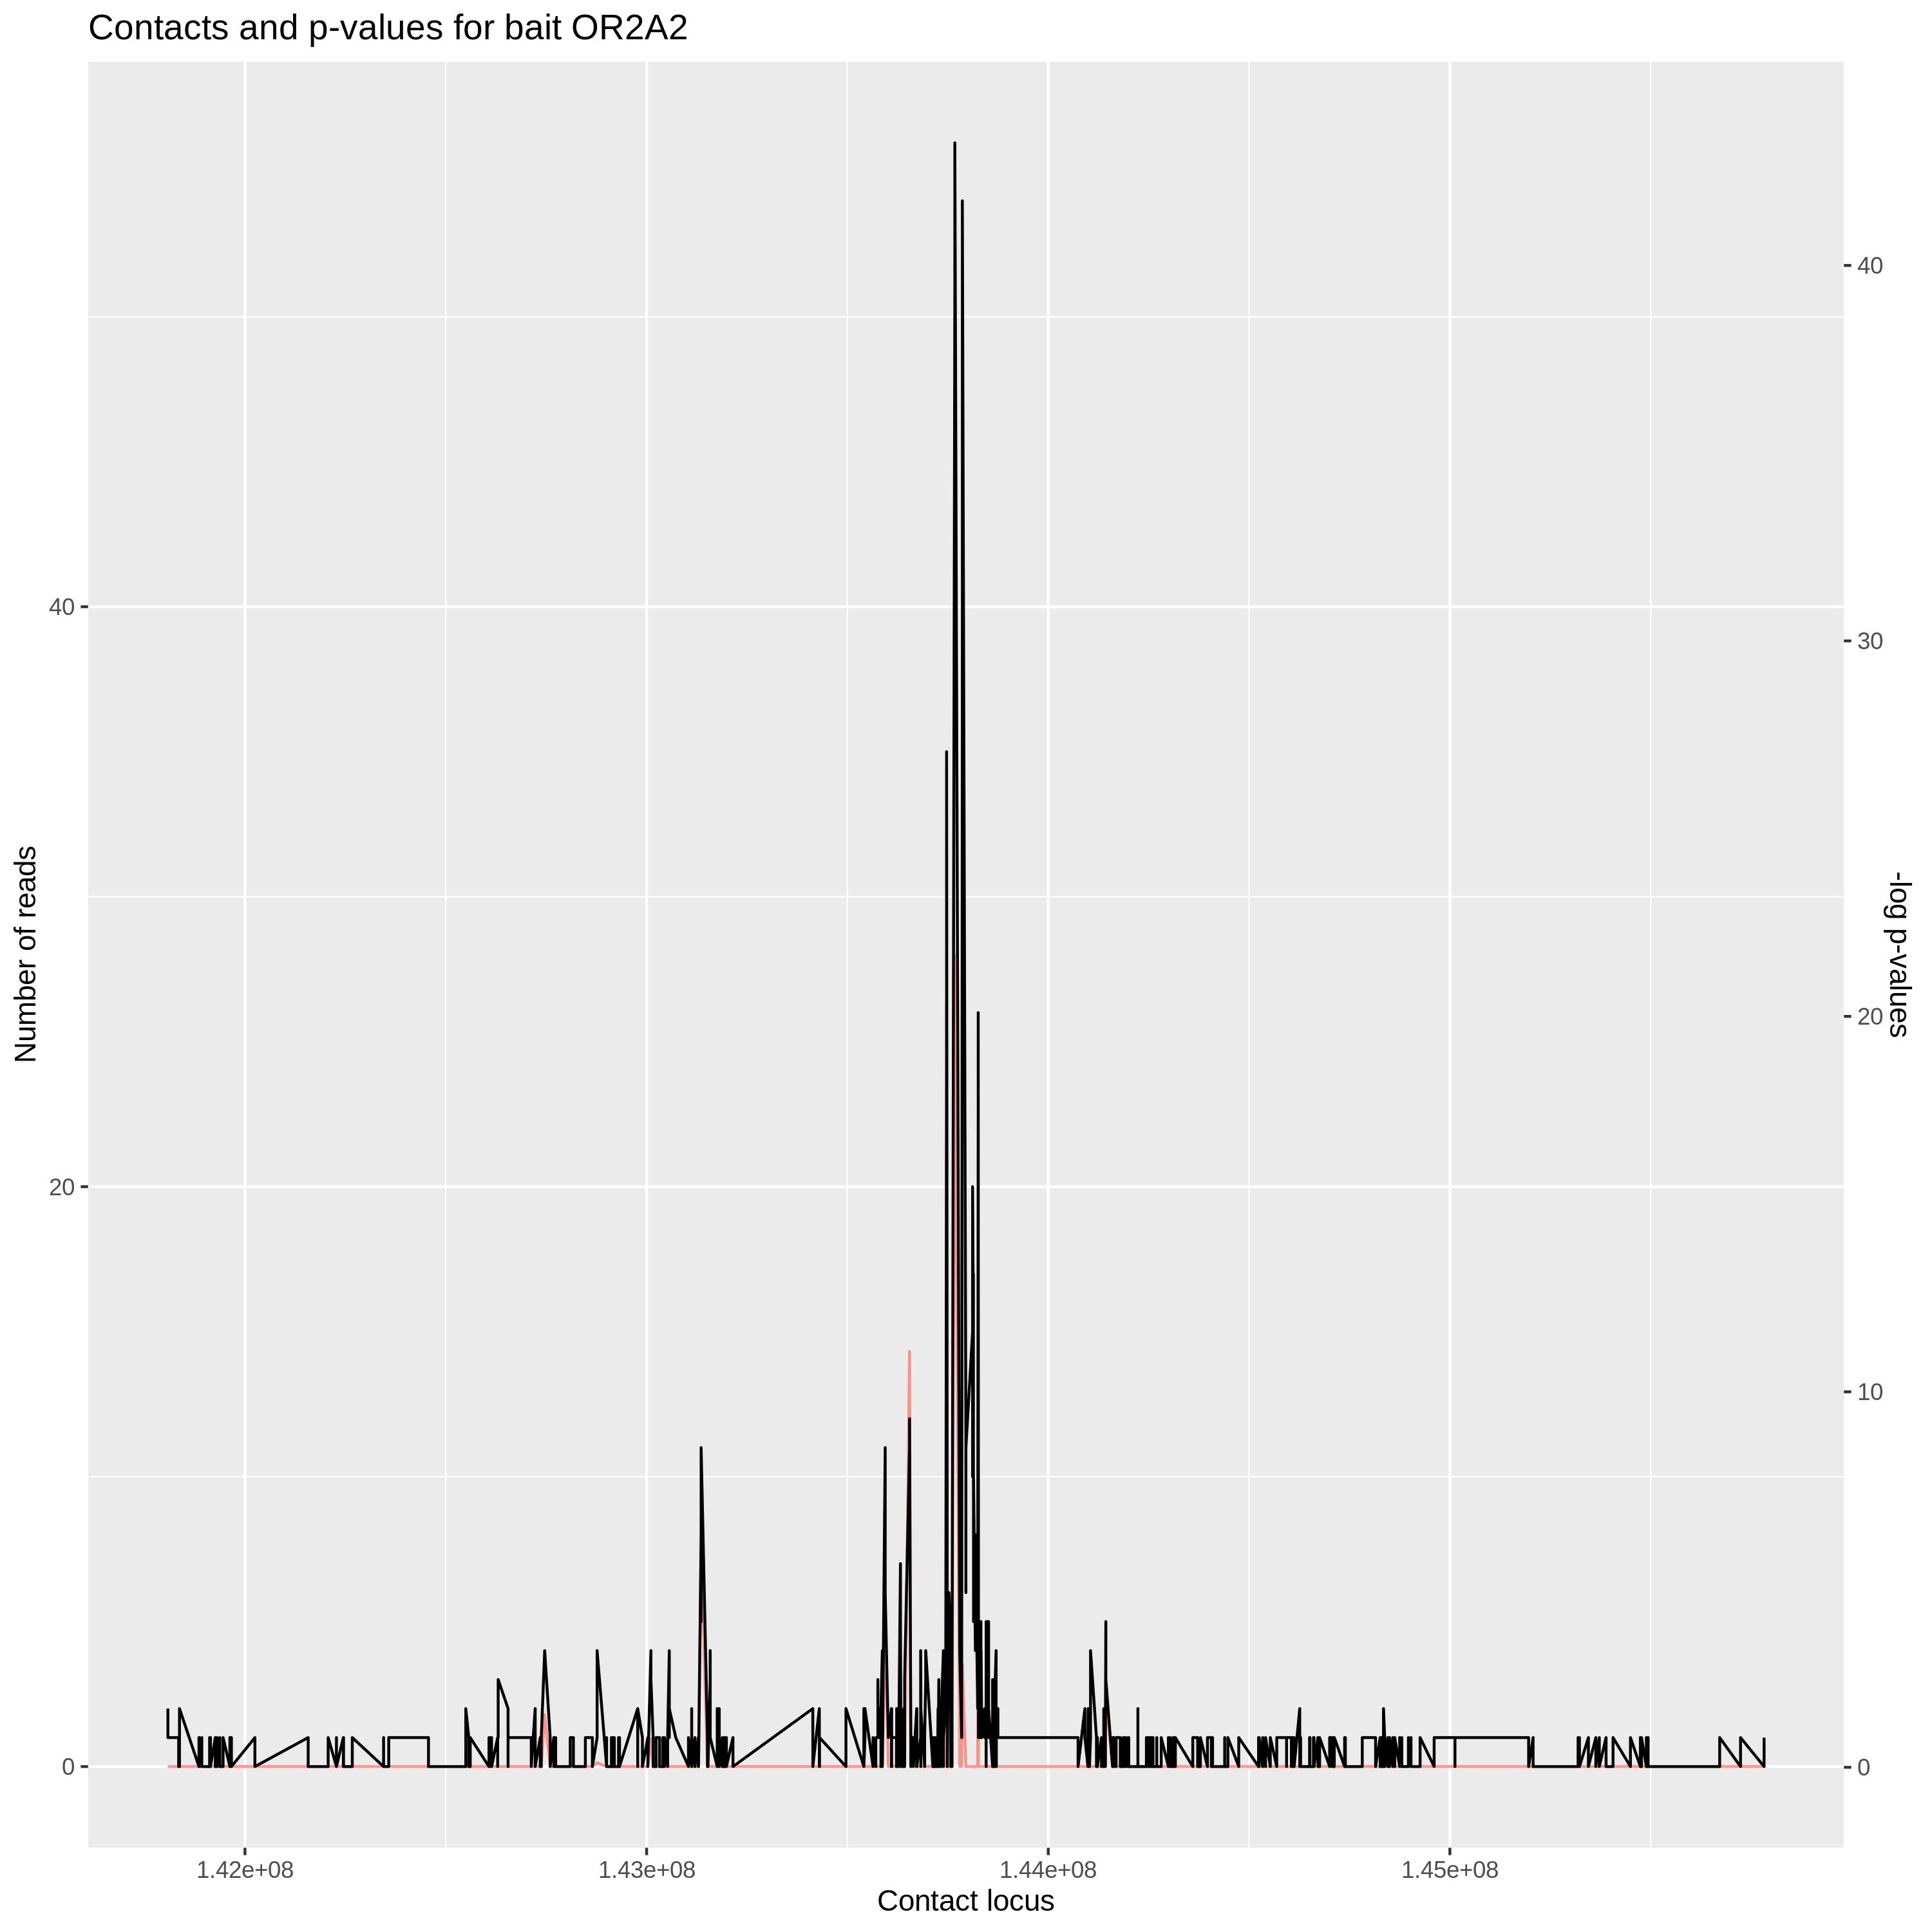 Contacts and p-values for bait OR2A2
Number of reads
40
20
0
40
30
20
10
0
-log p-values
1.42e+08
1.43e+08
1.44e+08
1.45e+08
Contact locus